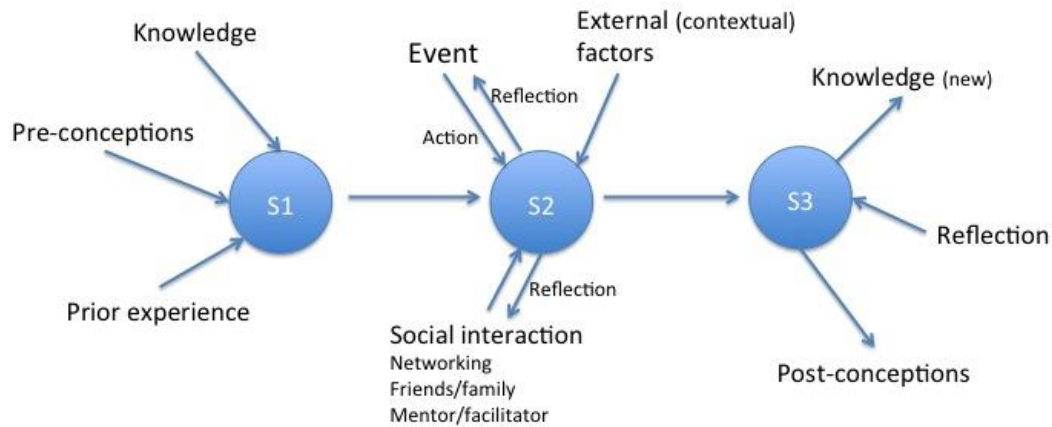 Knowledge
Pre-conceptions
Prior experience
S1
Event
External (contextual)
factors
Reflection
Action
S2
Reflection
Social interaction
Networking
Friends/family
Mentor/facilitator
Knowledge (new)
S3
Reflection
Post-conceptions